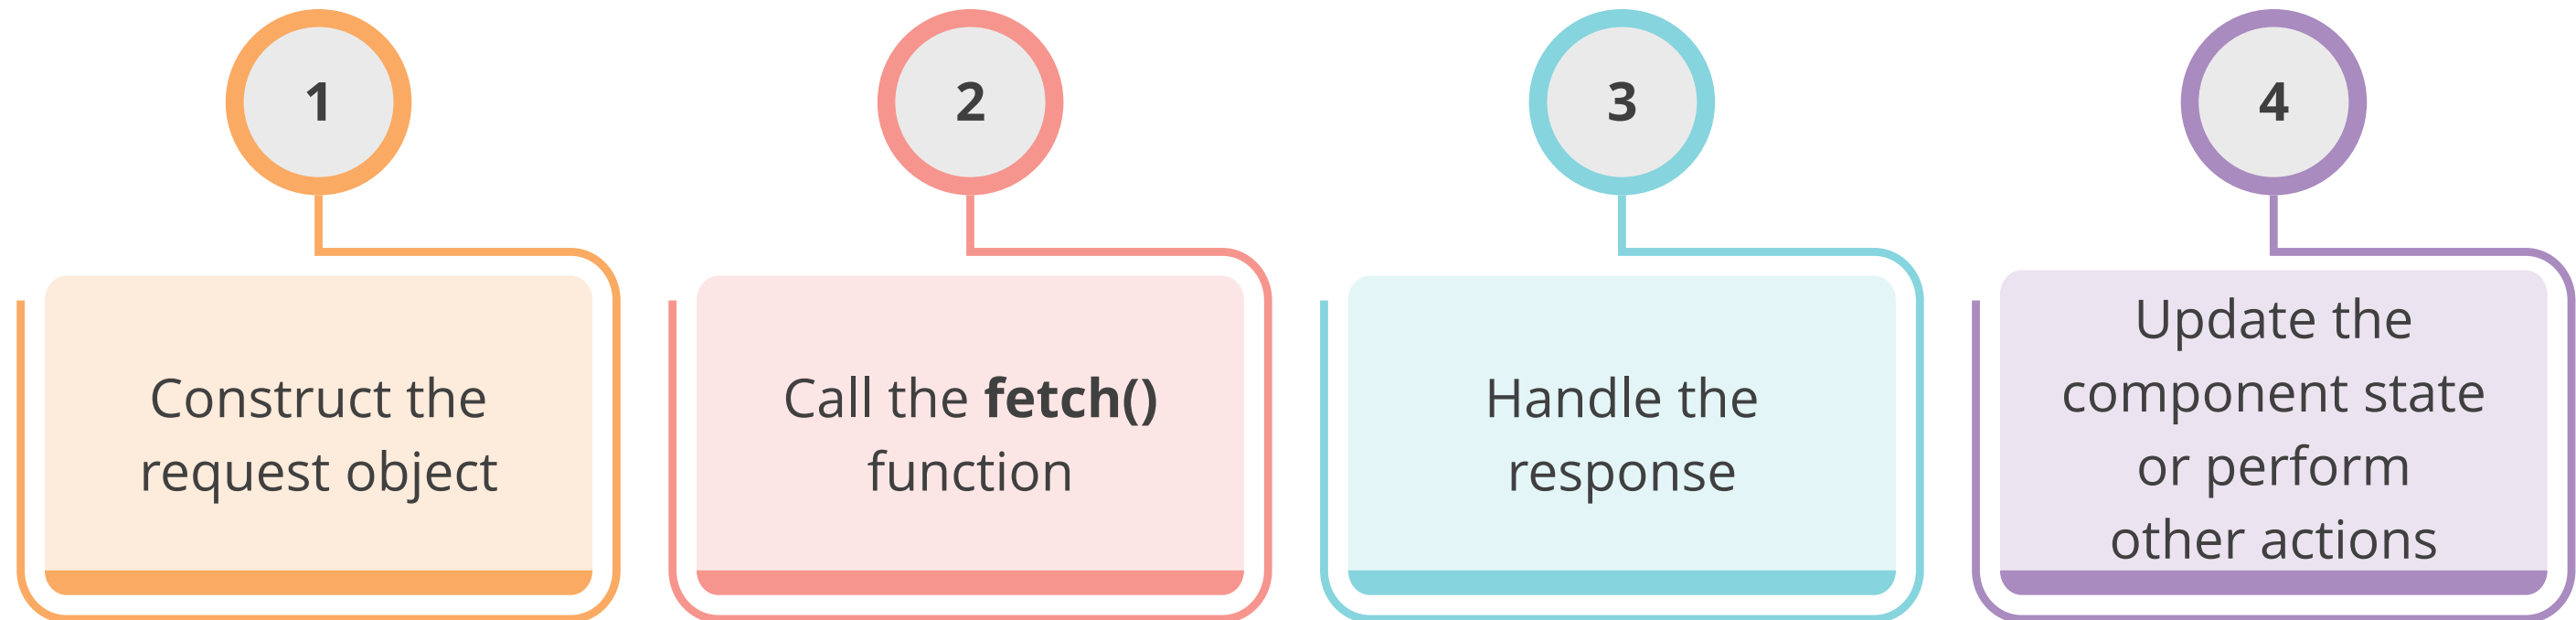 1
Construct the
request object
2
Call the fetch()
function
3
Handle the
response
4
Update the
component state
or perform
other actions